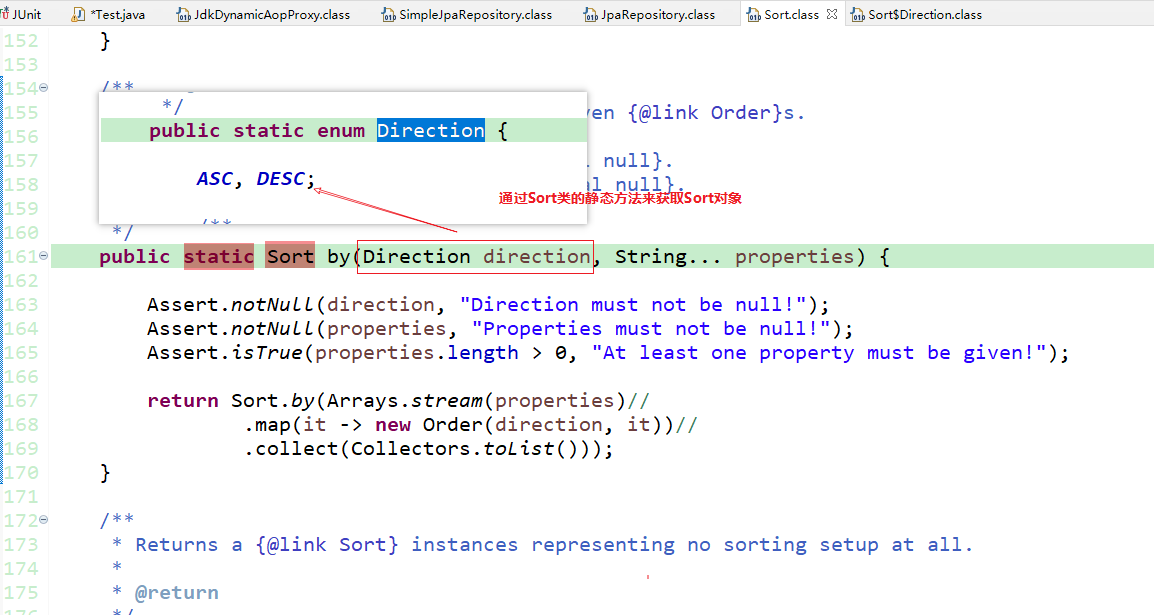 JUnit *Test.java JdkDynamicAopProxy.class SimpleJpaRepository.class JpaRepository.class Sort.class Sort$Direction.class
152 }
153
154 /**
*/
155 ven {@link Order}s.
public static enum Direction {
156
157 null}.
ASC, DESC;
158 al null}.
通过Sort类的静态方法来获取Sort对象
159
/**
160 */
161 public static Sort by(Direction direction, String... properties) {
162
163 Assert.notNull(direction, "Direction must not be null!");
164 Assert.notNull(properties, "Properties must not be null!");
165 Assert.isTrue(properties.length > 0, "At least one property must be given!");
166
167 return Sort.by(Arrays.stream(properties)//
168 .map(it -> new Order(direction, it))//
169 .collect(Collectors.toList()));
170 }
171
172 /**
173 * Returns a {@link Sort} instances representing no sorting setup at all.
174 *
175 * @return
176 */